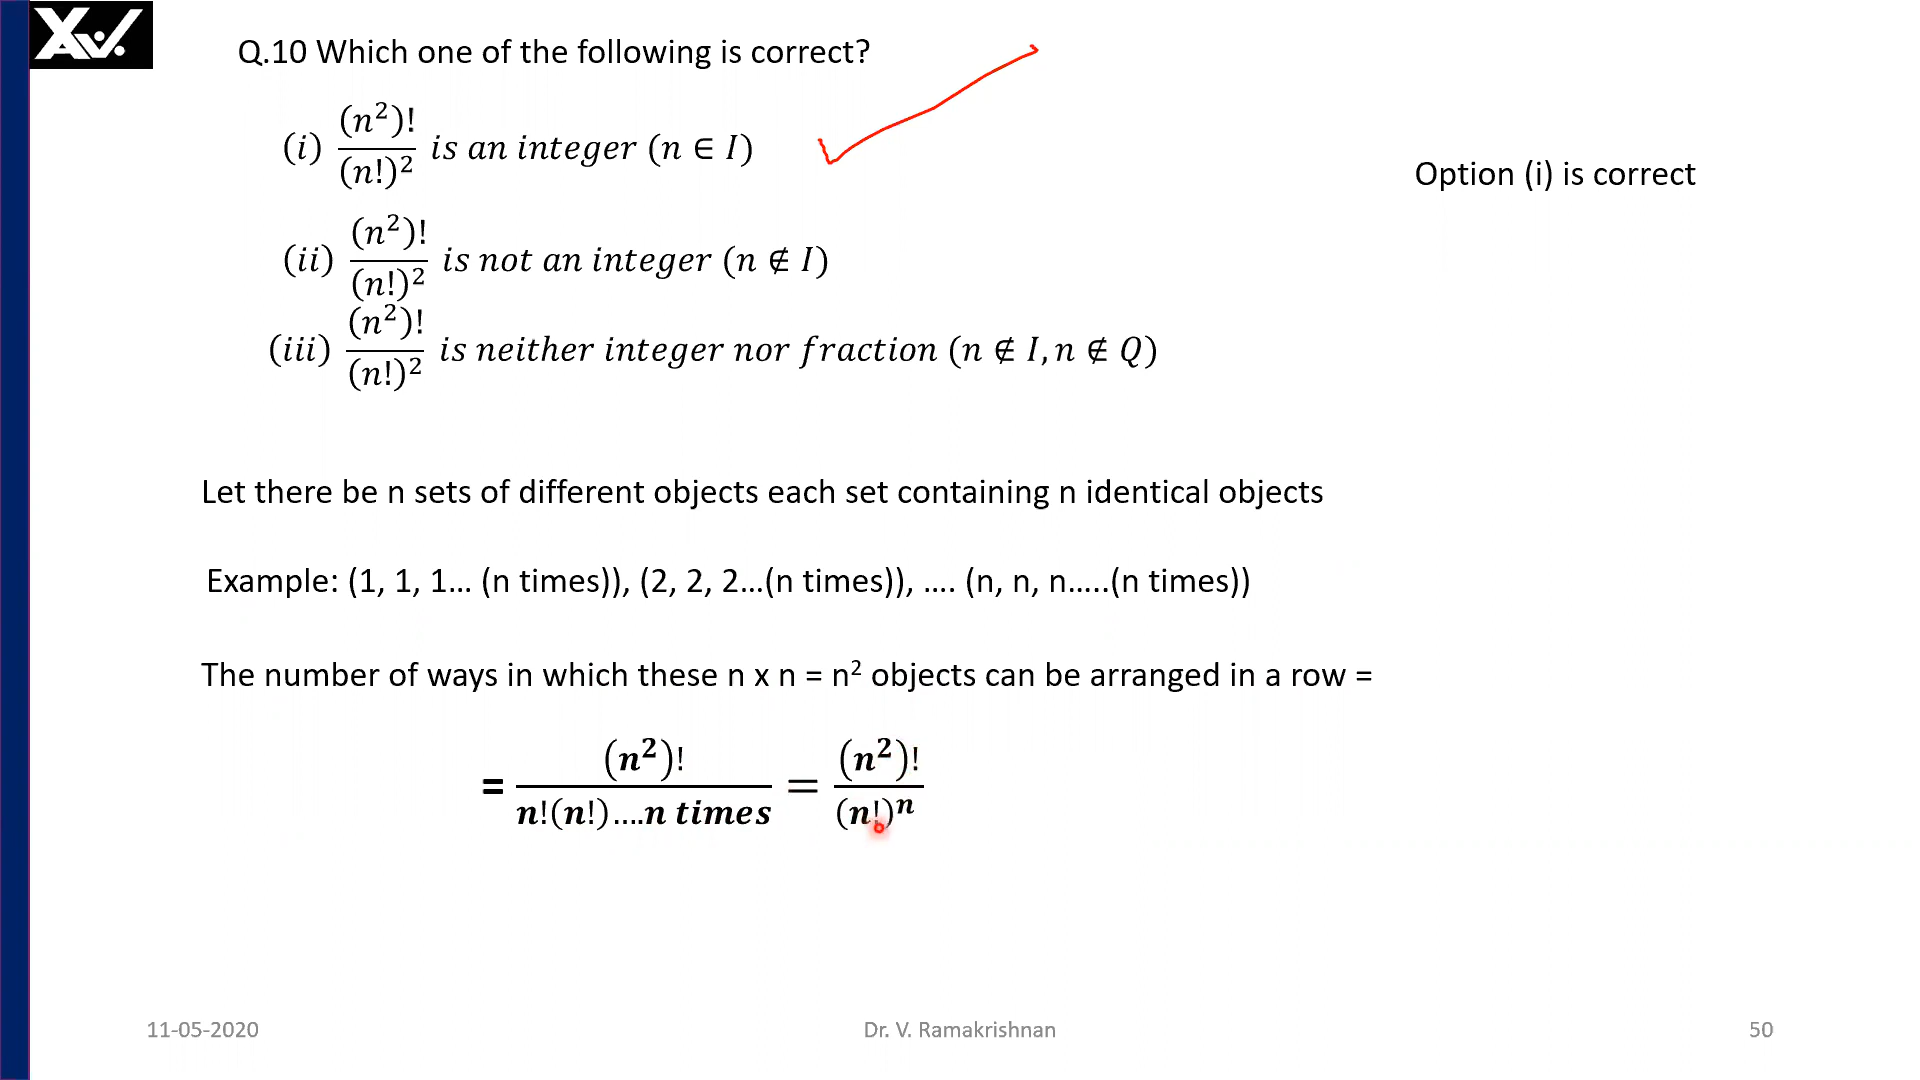 XAV.
Q.10 Which one of the following is correct?
(i) (n²)!/(n!)² is an integer (n ∈ I)
Option (i) is correct
(ii) (n²)!/(n!)² is not an integer (n ∉ I)
(iii) (n²)!/(n!)² is neither integer nor fraction (n ∉ I, n ∉ Q)
Let there be n sets of different objects each set containing n identical objects
Example: (1, 1, 1... (n times)), (2, 2, 2...(n times)), .... (n, n, n.....(n times))
The number of ways in which these n x n = n² objects can be arranged in a row =
= (n²)!/n!(n!)....n times = (n²)!/(n!)ⁿ
11-05-2020
Dr. V. Ramakrishnan
50